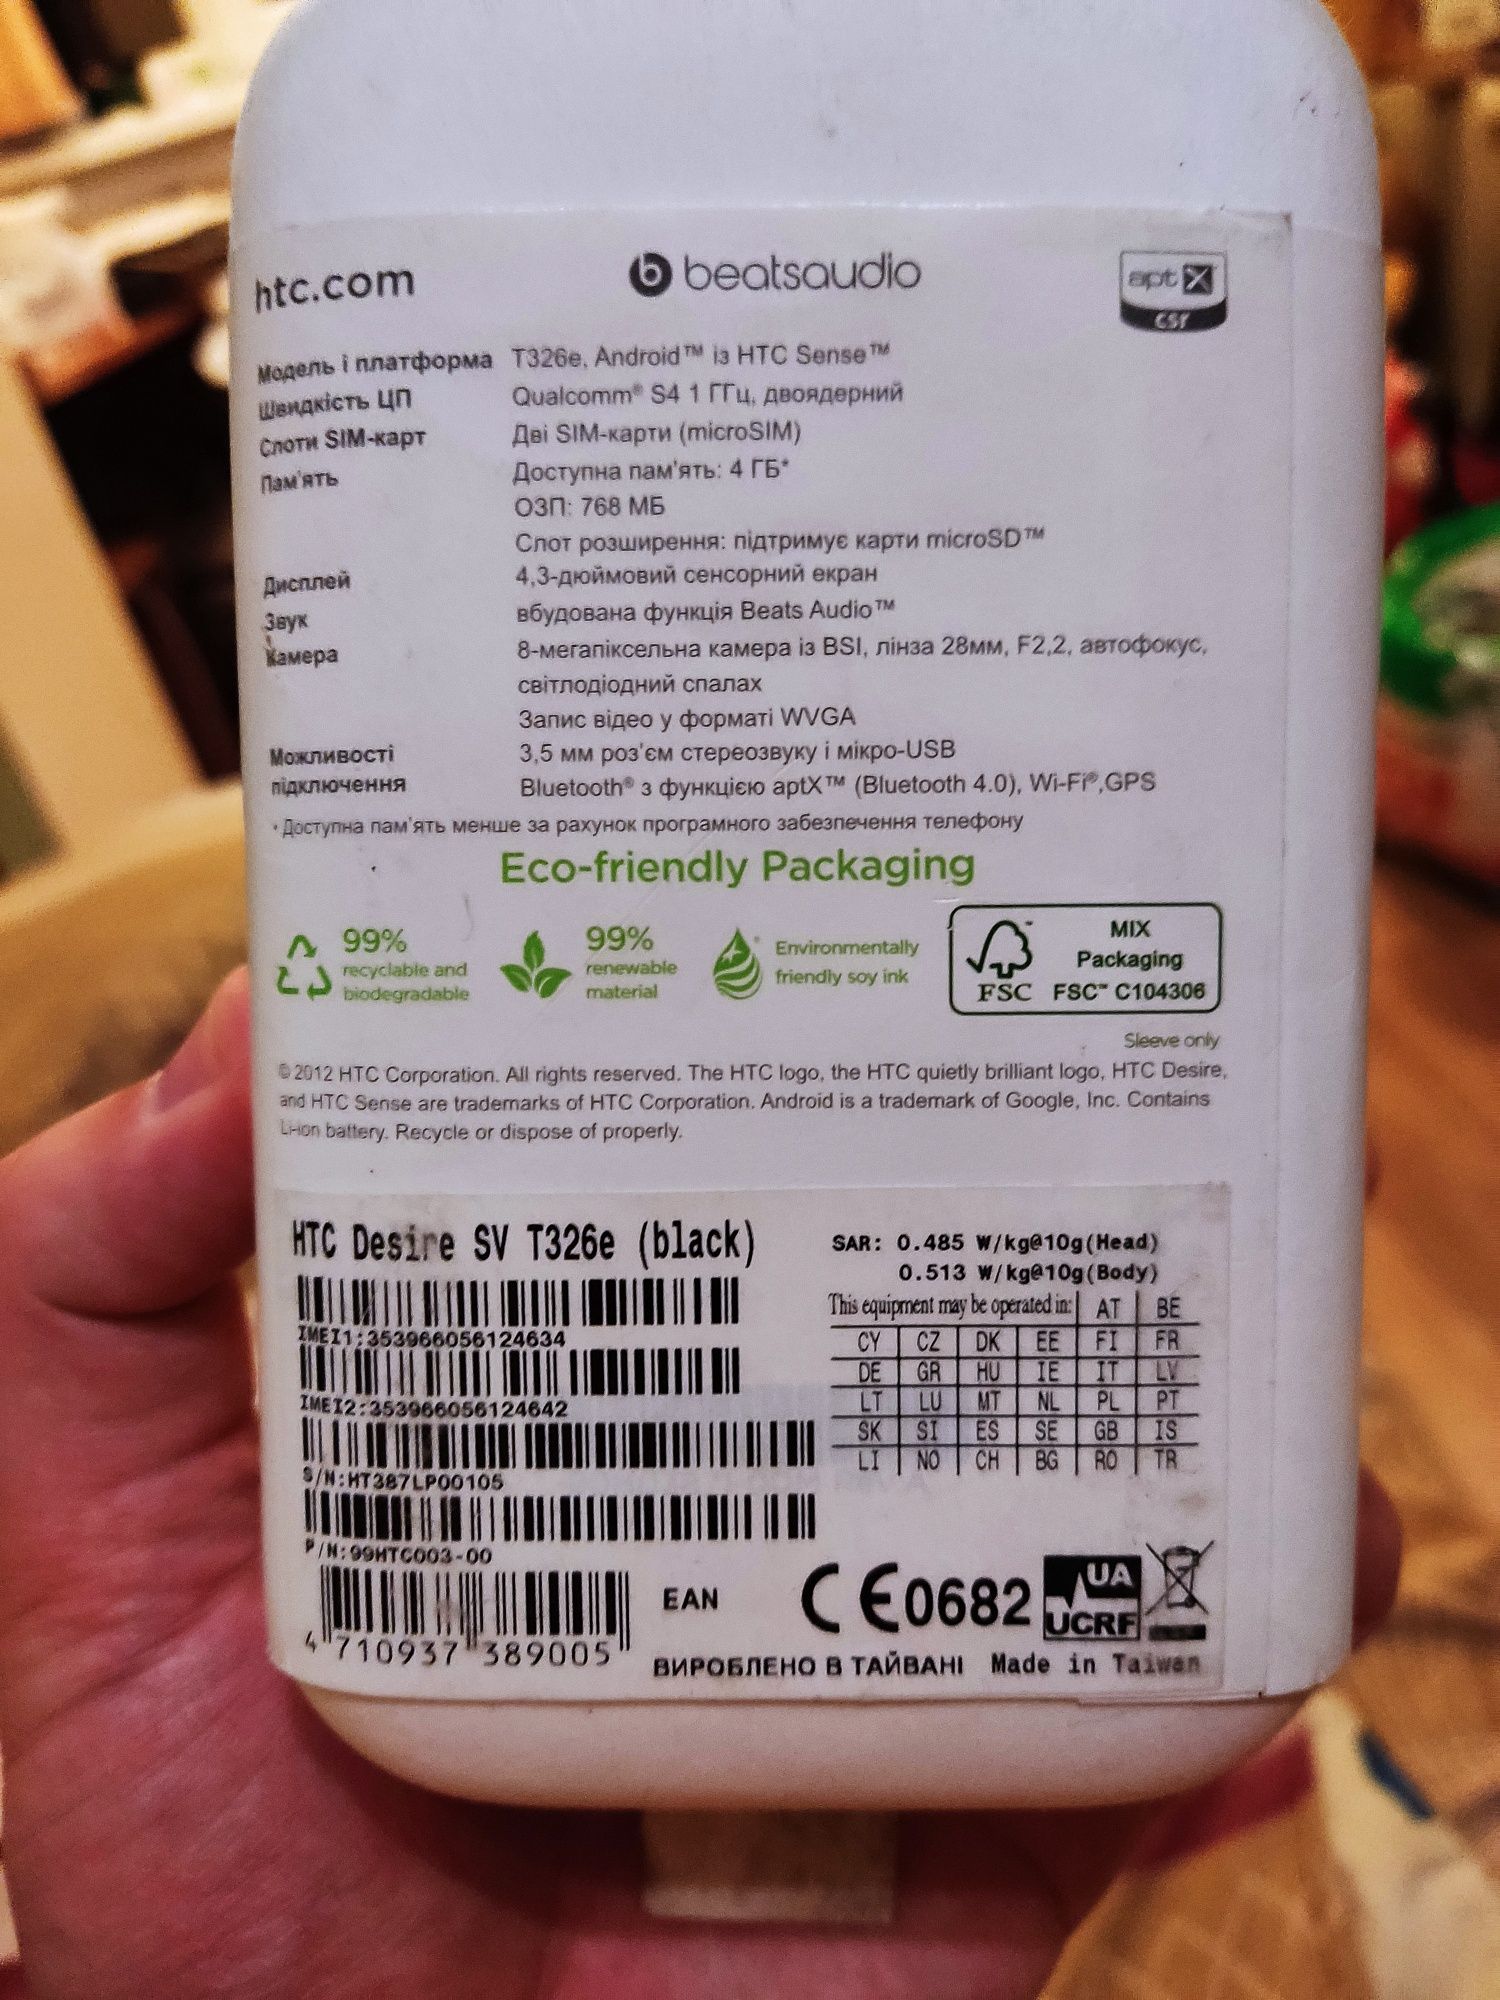 htc.com
beatsaudio
aptX
CSr
Модель і платформа T326e, Android™ із HTC Sense™
Швидкість ЦП Qualcomm® S4 1 ГГц, двоядерний
Слоти SIM-карт Дві SIM-карти (microSIM)
Пам'ять Доступна пам'ять: 4 ГБ*
ОЗП: 768 МБ
Слот розширення: підтримує карти microSD™
Дисплей 4,3-дюймовий сенсорний екран
Звук вбудована функція Beats Audio™
Камера 8-мегапіксельна камера із BSI, лінза 28мм, F2,2, автофокус,
світлодіодний спалах
Запис відео у форматі WVGA
Можливості 3,5 мм роз'єм стереозвуку і мікро-USB
підключення Bluetooth® з функцією aptX™ (Bluetooth 4.0), Wi-Fi®,GPS
* Доступна пам'ять менше за рахунок програмного забезпечення телефону
Eco-friendly Packaging
99%
recyclable and
biodegradable
99%
renewable
material
Environmentally
friendly soy ink
FSC
MIX
Packaging
FSC™ C104306
Sleeve only
© 2012 HTC Corporation. All rights reserved. The HTC logo, the HTC quietly brilliant logo, HTC Desire,
and HTC Sense are trademarks of HTC Corporation. Android is a trademark of Google, Inc. Contains
Li-ion battery. Recycle or dispose of properly.
HTC Desire SV T326e (black)
IMEI1:353966056124634
IMEI2:353966056124642
S/N:HT387LP00105
P/N:99HTC003-00
4 710937 389005
EAN
SAR: 0.485 W/kg@10g(Head)
0.513 W/kg@10g(Body)
This equipment may be operated in: AT BE
CY CZ DK EE FI FR
DE GR HU IE IT LV
LT LU MT NL PL PT
SK SI ES SE GB IS
LI NO CH BG RO TR
CE0682
UA
UCRF
ВИРОБЛЕНО В ТАЙВАНІ Made in Taiwan